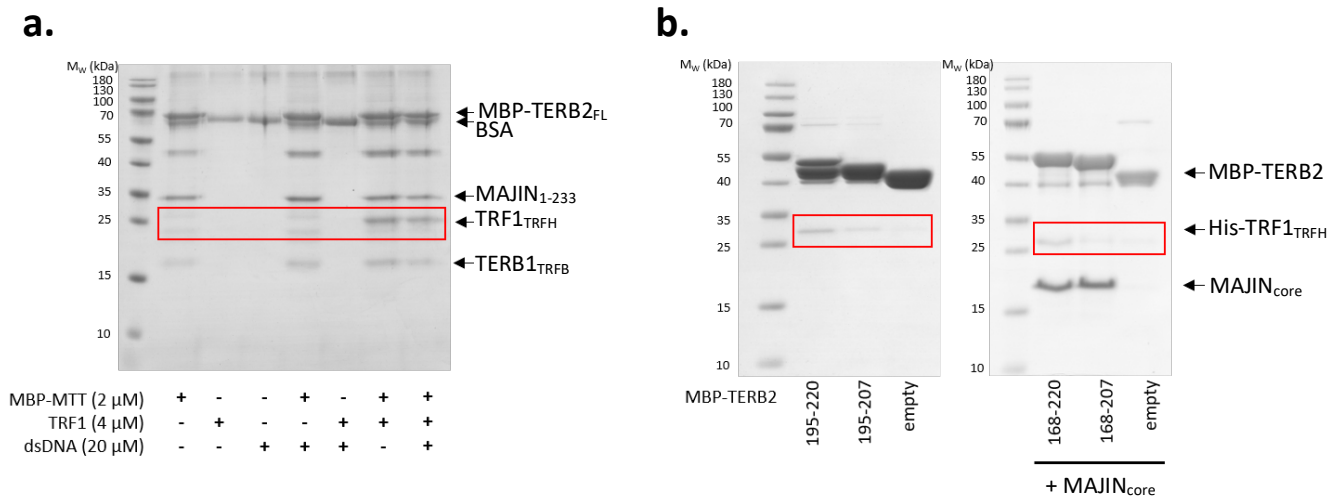 a.
Mw (kDa)
180
130
100
70
55
40
35
25
15
10
MBP-TERB2FL
BSA
MAJIN1-233
TRF1TRFH
TERB1TRFB
MBP-MTT (2 µM) + - - + - + +
TRF1 (4 µM) - + - - + + +
dsDNA (20 µM) - - + + + - +
b.
Mw (kDa)
180
130
100
70
55
40
35
25
15
10
MBP-TERB2
195-220
195-207
empty
Mw (kDa)
180
130
100
70
55
40
35
25
15
10
MBP-TERB2
His-TRF1TRFH
MAJINcore
168-220
168-207
empty
+ MAJINcore